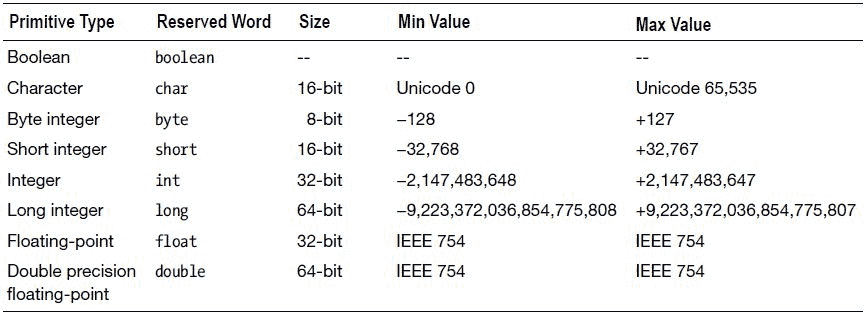 Primitive Type Reserved Word Size Min Value Max Value
Boolean boolean -- -- --
Character char 16-bit Unicode 0 Unicode 65,535
Byte integer byte 8-bit –128 +127
Short integer short 16-bit –32,768 +32,767
Integer int 32-bit –2,147,483,648 +2,147,483,647
Long integer long 64-bit –9,223,372,036,854,775,808 +9,223,372,036,854,775,807
Floating-point float 32-bit IEEE 754 IEEE 754
Double precision double 64-bit IEEE 754 IEEE 754
floating-point